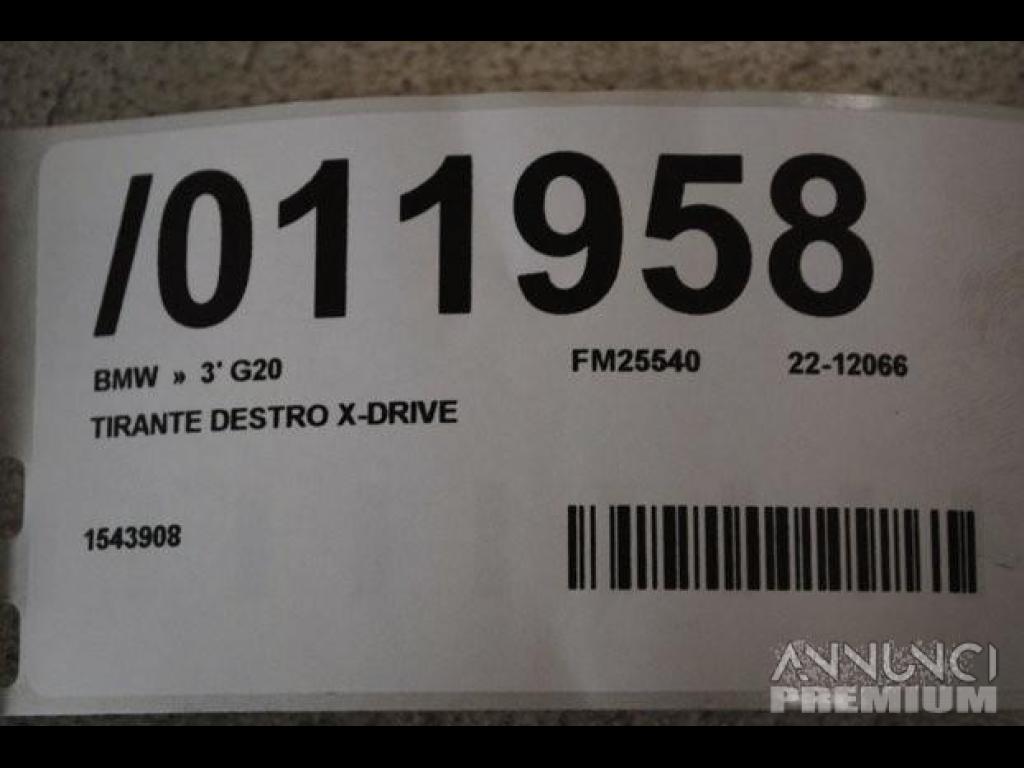 /011958
BMW » 3' G20 FM25540 22-12066
TIRANTE DESTRO X-DRIVE
1543908
ANNUNCI
PREMIUM